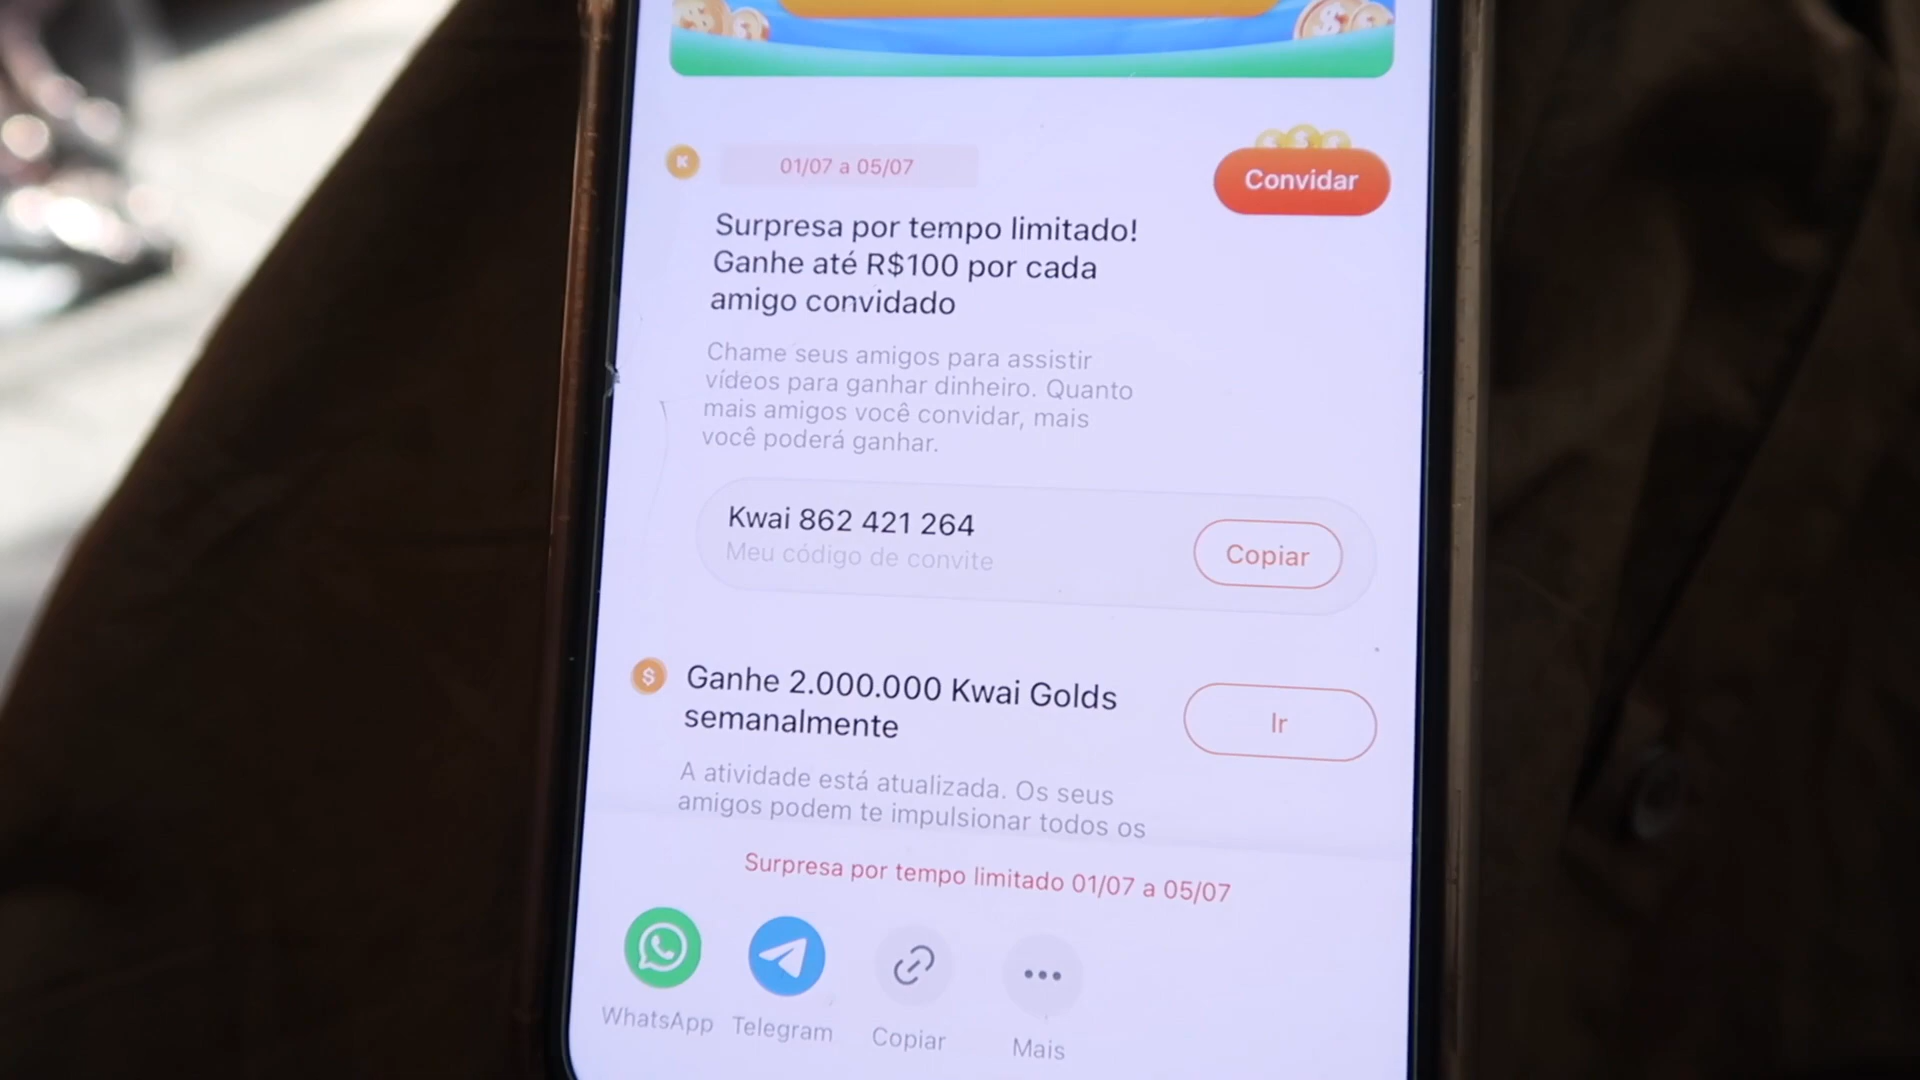 01/07 a 05/07
Convidar
Surpresa por tempo limitado!
Ganhe até R$100 por cada
amigo convidado
Chame seus amigos para assistir
vídeos para ganhar dinheiro. Quanto
mais amigos você convidar, mais
você poderá ganhar.
Kwai 862 421 264
Meu código de convite
Copiar
Ganhe 2.000.000 Kwai Golds
semanalmente
Ir
A atividade está atualizada. Os seus
amigos podem te impulsionar todos os
Surpresa por tempo limitado 01/07 a 05/07
WhatsApp
Telegram
Copiar
Mais